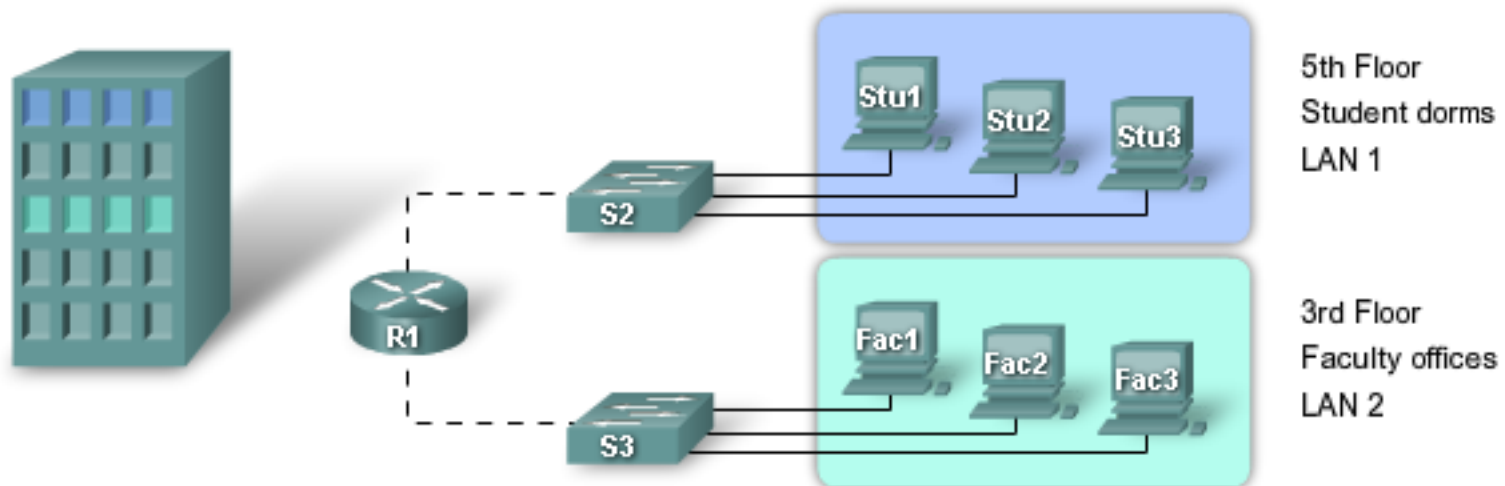 Stu1
Stu2
Stu3
5th Floor
Student dorms
LAN 1
S2
R1
Fac1
Fac2
Fac3
3rd Floor
Faculty offices
LAN 2
S3